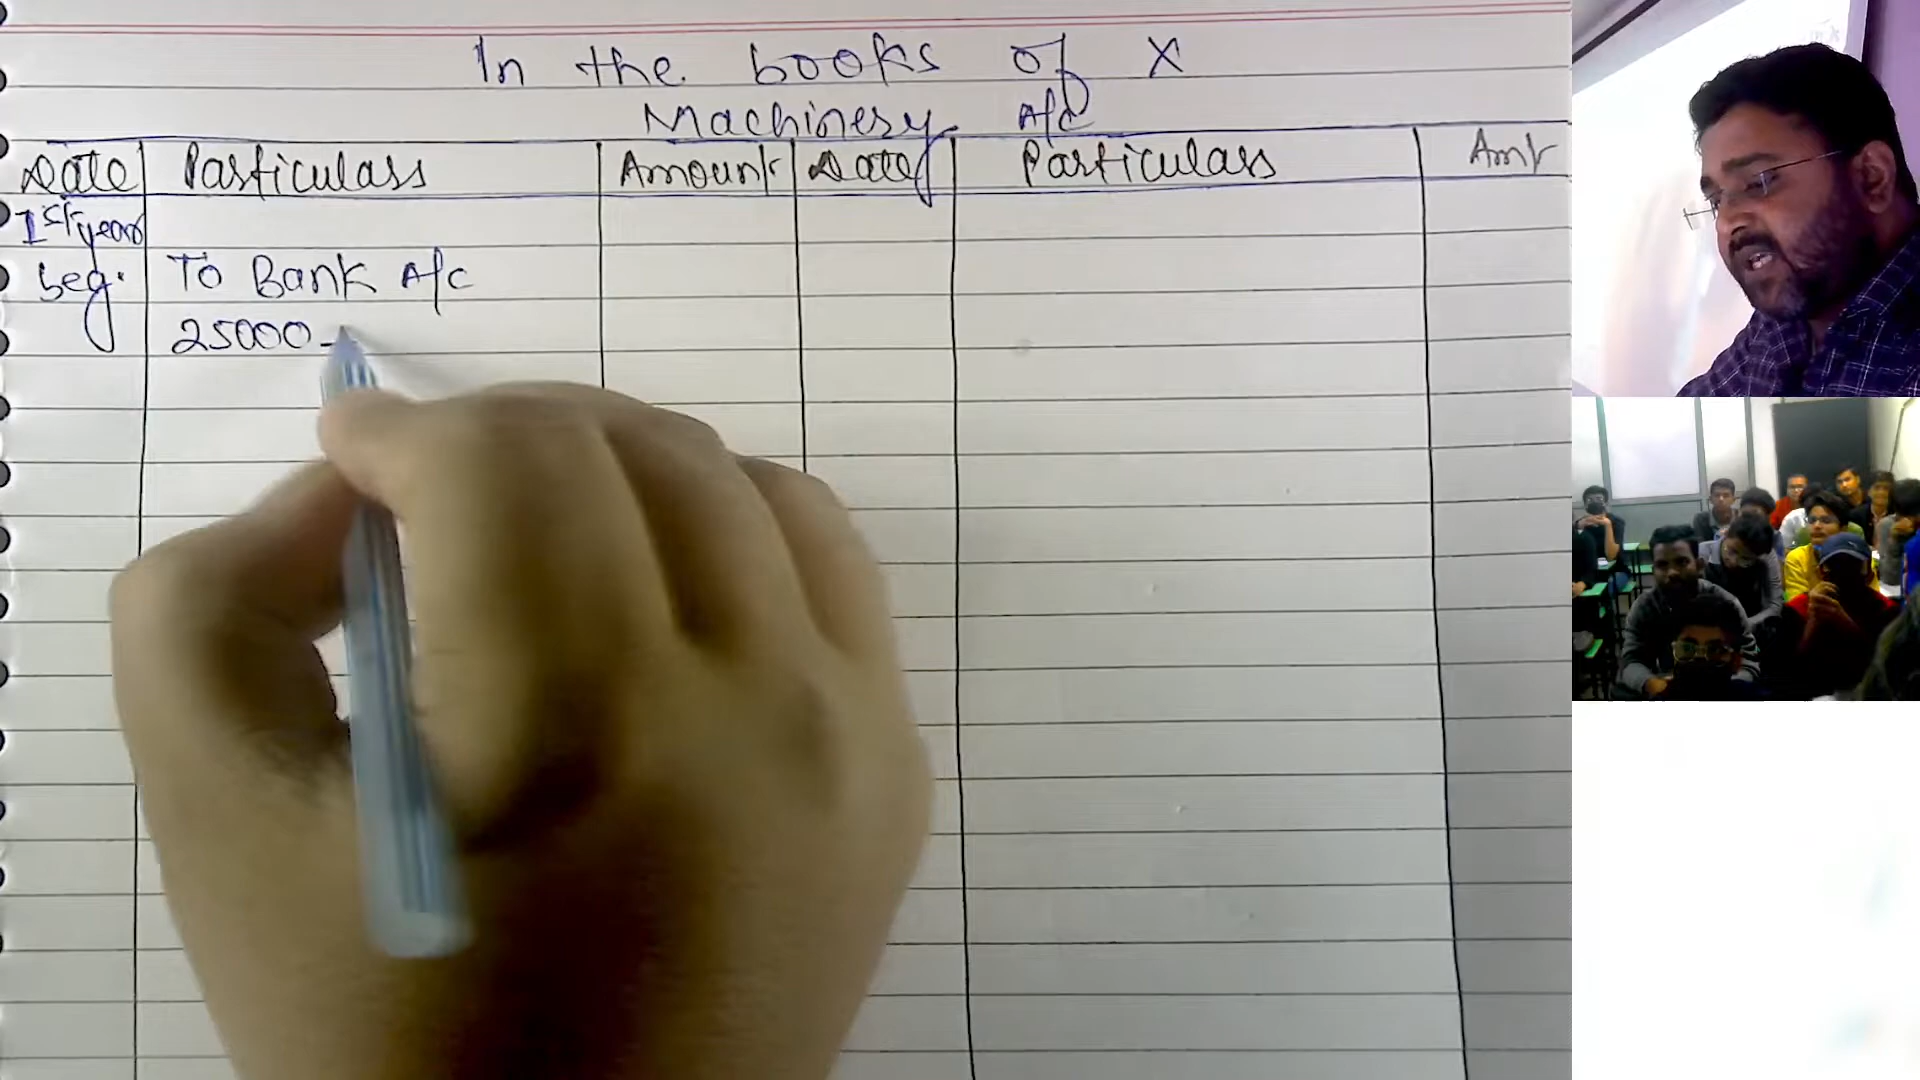 In the books of X
Machinery A/c
Date Particulars Amount Date Particulars Amt
1st year
beg. To Bank A/c
25000-